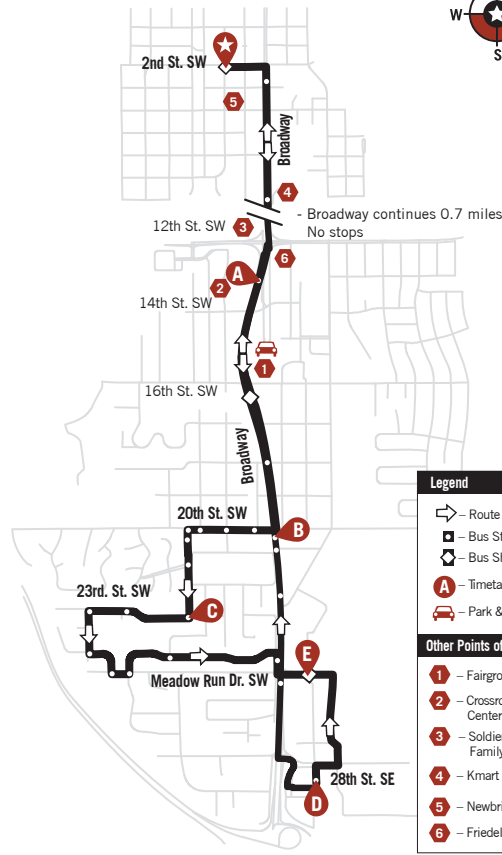 W
S
2nd St. SW
5
Broadway
4
- Broadway continues 0.7 miles
No stops
12th St. SW
3
6
A
2
14th St. SW
1
16th St. SW
Broadway
20th St. SW
B
23rd. St. SW
C
E
Meadow Run Dr. SW
28th St. SE
D
Legend
– Route
– Bus St
– Bus Sh
A – Timeta
– Park &
Other Points of
1 – Fairgro
2 – Crossro
Center
3 – Soldie
Family
4 – Kmart
5 – Newbri
6 – Friedel